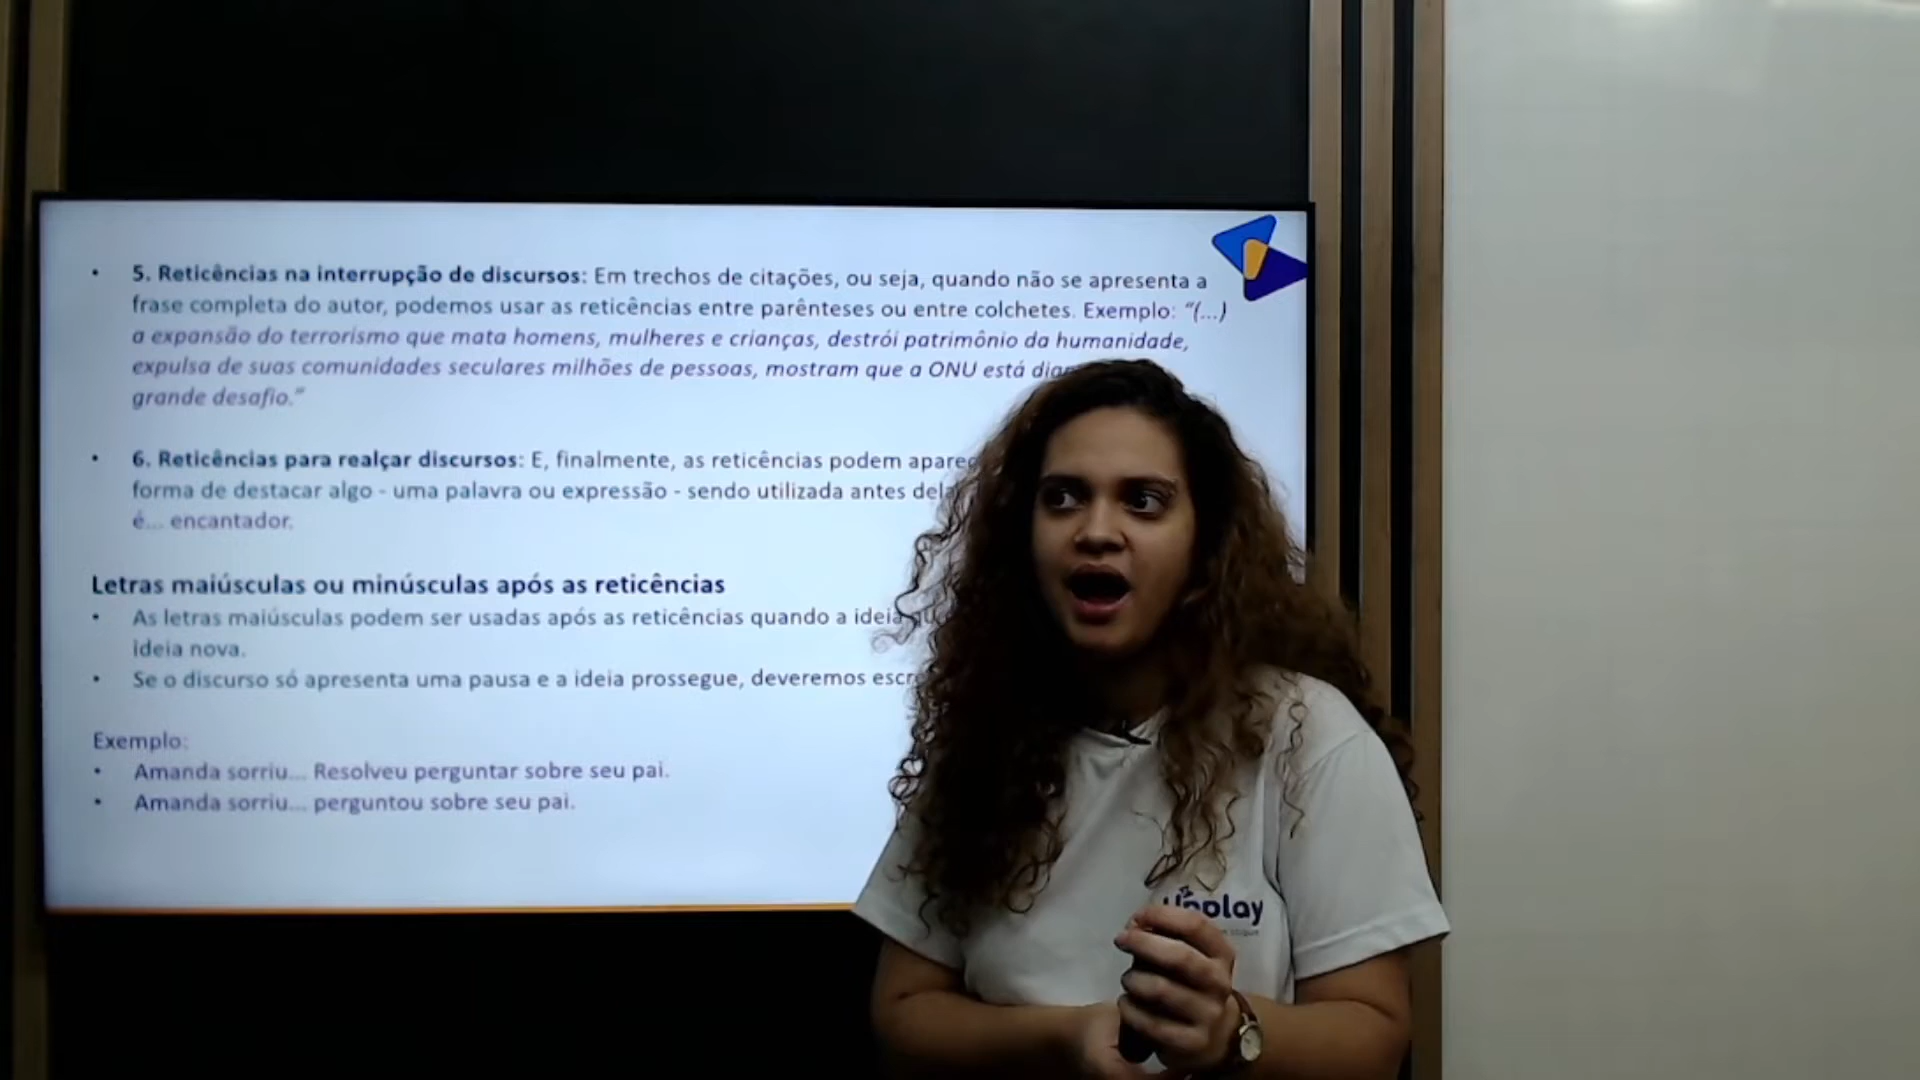 • 5. Reticências na interrupção de discursos: Em trechos de citações, ou seja, quando não se apresenta a
frase completa do autor, podemos usar as reticências entre parênteses ou entre colchetes. Exemplo: “(...)
a expansão do terrorismo que mata homens, mulheres e crianças, destrói patrimônio da humanidade,
expulsa de suas comunidades seculares milhões de pessoas, mostram que a ONU está
grande desafio.”
• 6. Reticências para realçar discursos: E, finalmente, as reticências podem
forma de destacar algo - uma palavra ou expressão - sendo utilizada antes
é... encantador.
Letras maiúsculas ou minúsculas após as reticências
• As letras maiúsculas podem ser usadas após as reticências quando a ideia
ideia nova.
• Se o discurso só apresenta uma pausa e a ideia prossegue, deveremos
Exemplo:
• Amanda sorriu... Resolveu perguntar sobre seu pai.
• Amanda sorriu... perguntou sobre seu pai.